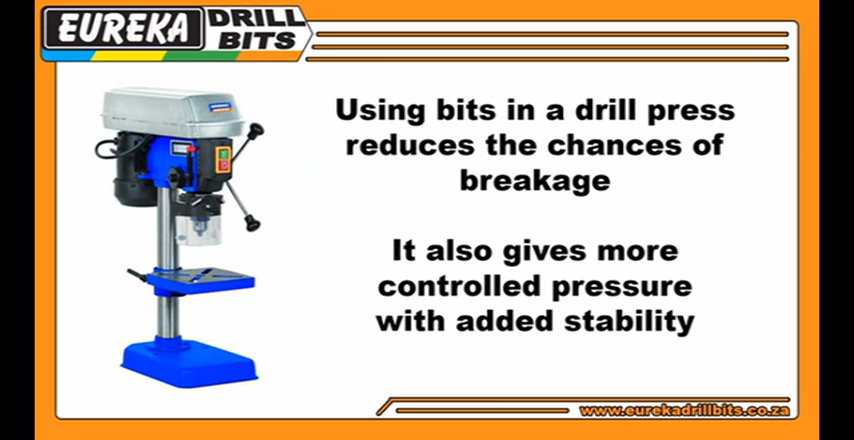 EUREKA DRILL
BITS
Using bits in a drill press
reduces the chances of
breakage
It also gives more
controlled pressure
with added stability
www.eurekadrillbits.co.za